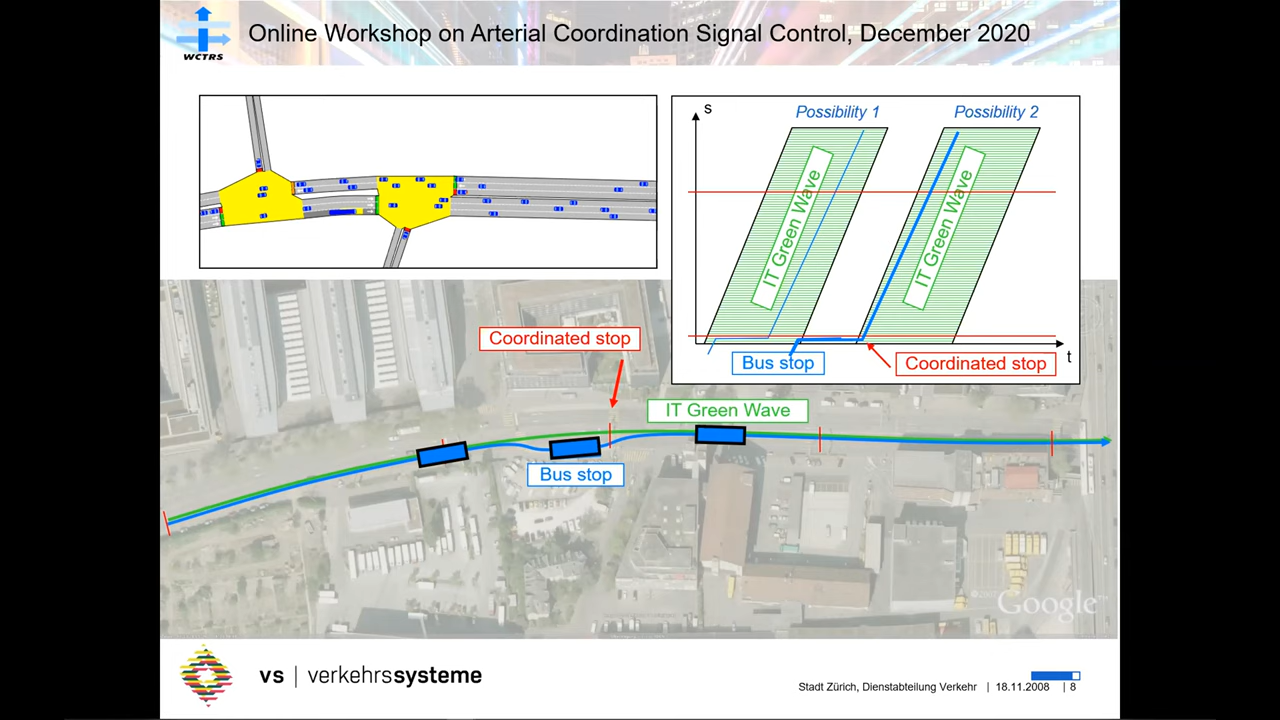 Online Workshop on Arterial Coordination Signal Control, December 2020
WCTRS
s
Possibility 1
Possibility 2
IT Green Wave
IT Green Wave
t
Bus stop
Coordinated stop
Coordinated stop
IT Green Wave
Bus stop
Google
vs | verkehrssysteme
Stadt Zürich, Dienstabteilung Verkehr | 18.11.2008 | 8